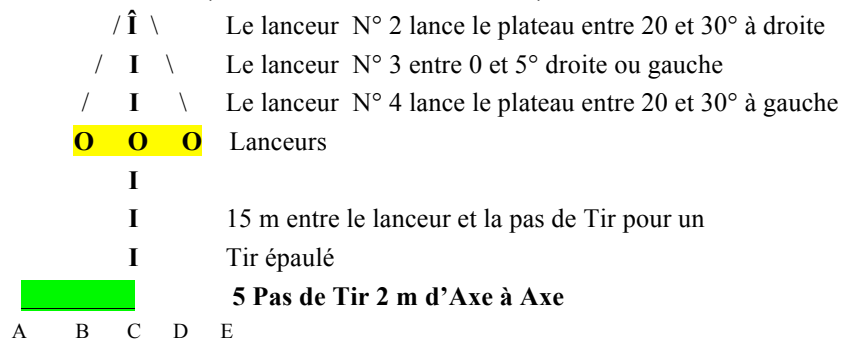 / Î \ Le lanceur N° 2 lance le plateau entre 20 et 30° à droite
/ I \ Le lanceur N° 3 entre 0 et 5° droite ou gauche
/ I \ Le lanceur N° 4 lance le plateau entre 20 et 30° à gauche
O O O Lanceurs
I
I 15 m entre le lanceur et la pas de Tir pour un
I Tir épaulé
5 Pas de Tir 2 m d’Axe à Axe
A B C D E